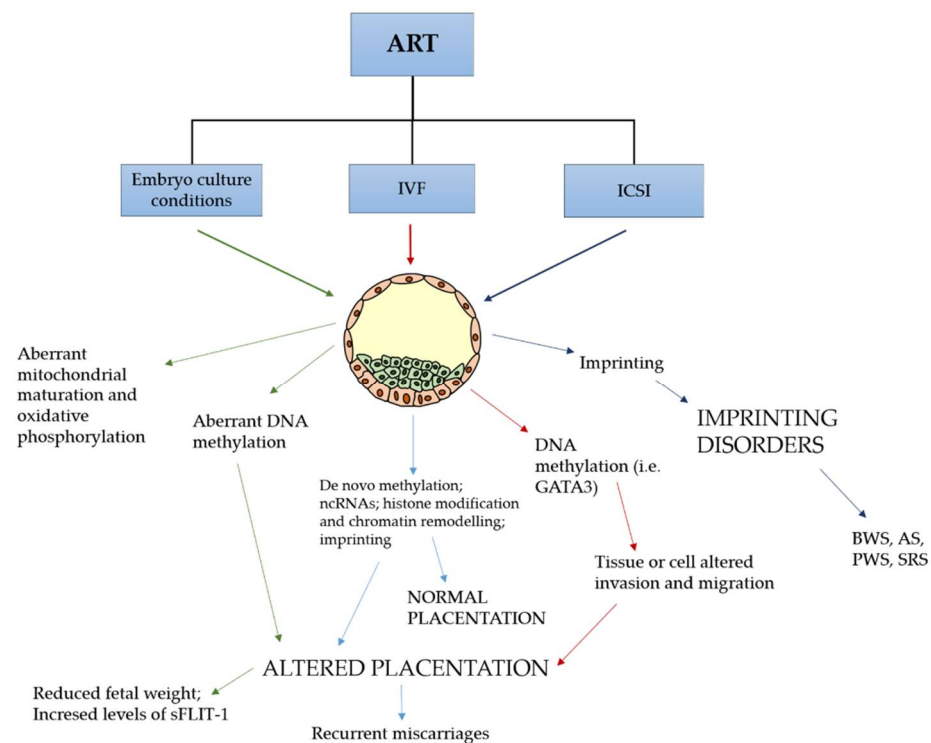 ART
Embryo culture
conditions
IVF
ICSI
Aberrant
mitochondrial
maturation and
oxidative
phosphorylation
Aberrant DNA
methylation
De novo methylation;
ncRNAs; histone modification
and chromatin remodelling;
imprinting
NORMAL
PLACENTATION
DNA
methylation (i.e.
GATA3)
Tissue or cell altered
invasion and migration
Imprinting
IMPRINTING
DISORDERS
BWS, AS,
PWS, SRS
ALTERED PLACENTATION
Reduced fetal weight;
Incresed levels of sFLIT-1
Recurrent miscarriages